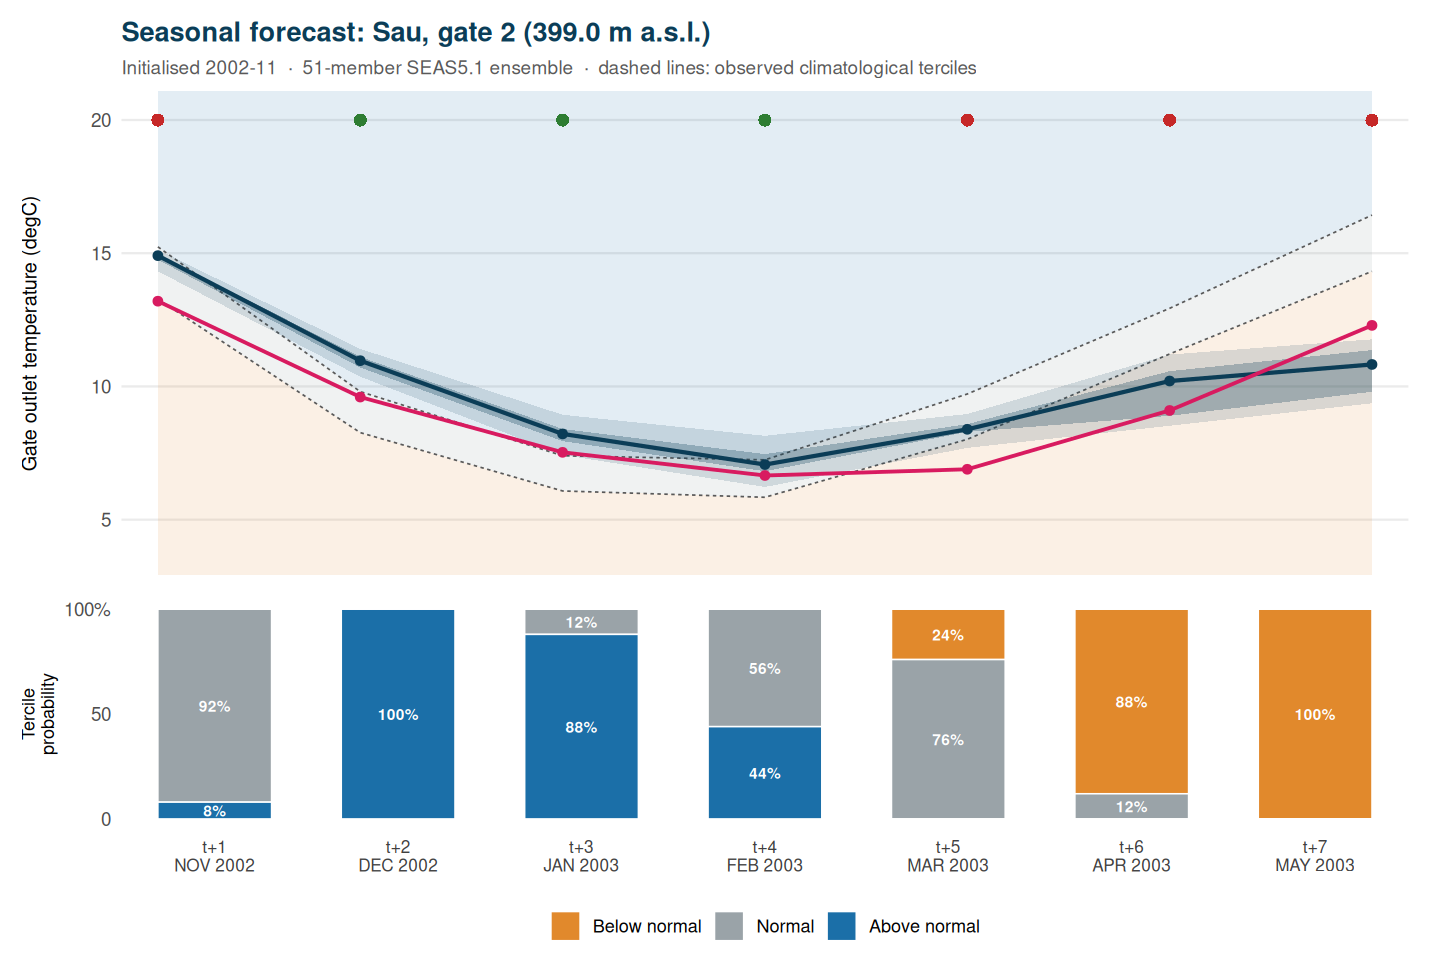 Seasonal forecast: Sau, gate 2 (399.0 m a.s.l.)
Initialised 2002-11 · 51-member SEAS5.1 ensemble · dashed lines: observed climatological terciles
Gate outlet temperature (degC)
20
15
10
5
Tercile
probability
100%
50
0
92%
8%
100%
12%
88%
56%
44%
24%
76%
88%
12%
100%
t+1
NOV 2002
t+2
DEC 2002
t+3
JAN 2003
t+4
FEB 2003
t+5
MAR 2003
t+6
APR 2003
t+7
MAY 2003
Below normal
Normal
Above normal